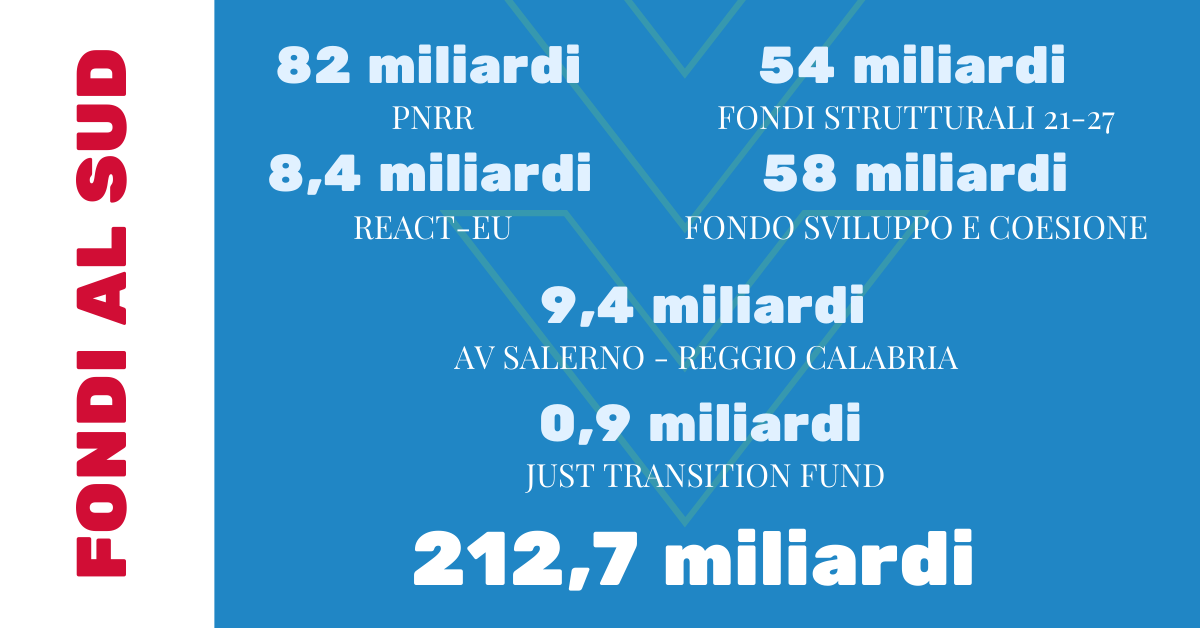 FONDI AL SUD
82 miliardi
PNRR
54 miliardi
FONDI STRUTTURALI 21-27
8,4 miliardi
REACT-EU
58 miliardi
FONDO SVILUPPO E COESIONE
9,4 miliardi
AV SALERNO - REGGIO CALABRIA
0,9 miliardi
JUST TRANSITION FUND
212,7 miliardi